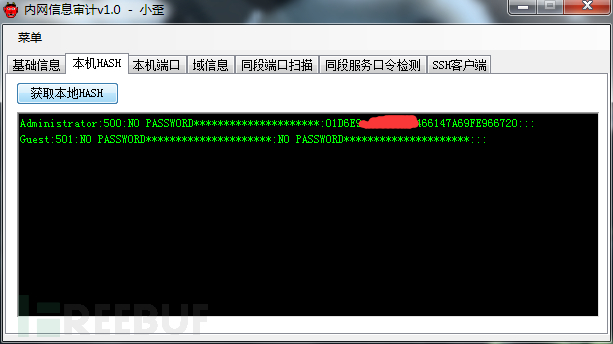 内网信息审计v1.0 - 小歪
菜单
基础信息 本机HASH 本机端口 域信息 同段端口扫描 同段服务口令检测 SSH客户端
获取本地HASH
Administrator:500:NO PASSWORD*********************:01D6E9 466147A69FE966720:::
Guest:501:NO PASSWORD*********************:NO PASSWORD*********************:::
REEBUF